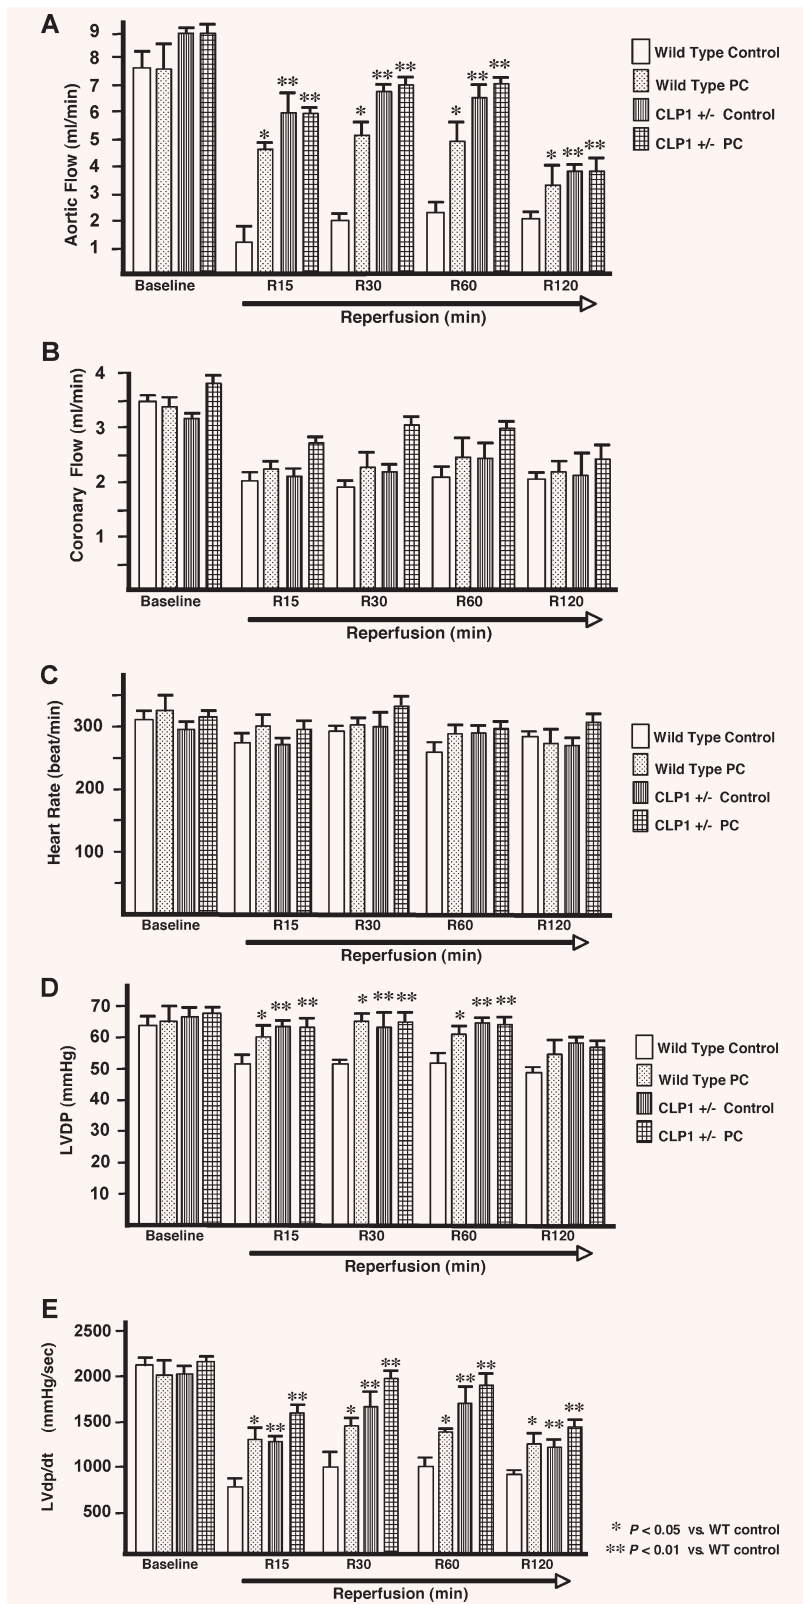 A
Aortic Flow (ml/min)
9
8
7
6
5
4
3
2
1
* ** **
* ** **
* ** **
* ** **
Baseline R15 R30 R60 R120
Reperfusion (min)
Wild Type Control
Wild Type PC
CLP1 +/- Control
CLP1 +/- PC
B
Coronary Flow (ml/min)
4
3
2
1
Baseline R15 R30 R60 R120
Reperfusion (min)
C
Heart Rate (beat/min)
300
200
100
Baseline R15 R30 R60 R120
Reperfusion (min)
Wild Type Control
Wild Type PC
CLP1 +/- Control
CLP1 +/- PC
D
LVDP (mmHg)
70
60
50
40
30
20
10
* ** **
* ** **
* ** **
Baseline R15 R30 R60 R120
Reperfusion (min)
Wild Type Control
Wild Type PC
CLP1 +/- Control
CLP1 +/- PC
E
LVdp/dt (mmHg/sec)
2500
2000
1500
1000
500
* ** **
* ** **
* ** **
* ** **
Baseline R15 R30 R60 R120
Reperfusion (min)
* P < 0.05 vs. WT control
** P < 0.01 vs. WT control